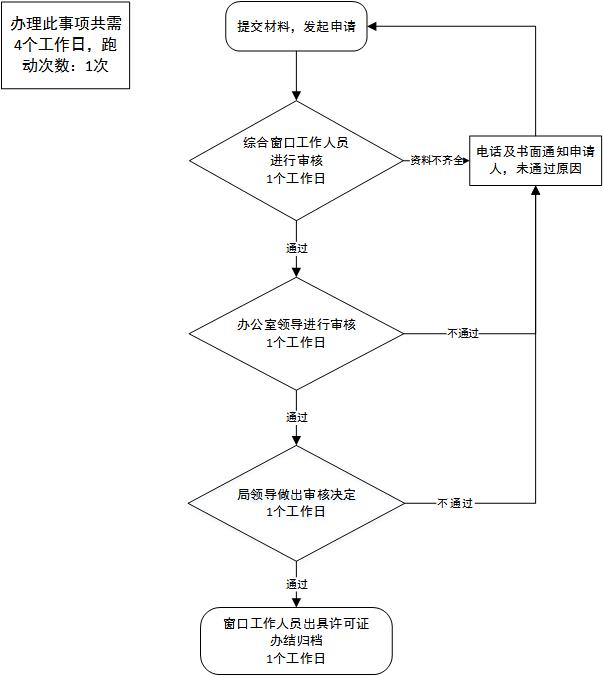 办理此事项共需
4个工作日，跑
动次数：1次
提交材料，发起申请
综合窗口工作人员
进行审核
1个工作日
资料不齐全
电话及书面通知申请
人，未通过原因
通过
办公室领导进行审核
1个工作日
不通过
通过
局领导做出审核决定
1个工作日
不通过
通过
窗口工作人员出具许可证
办结归档
1个工作日